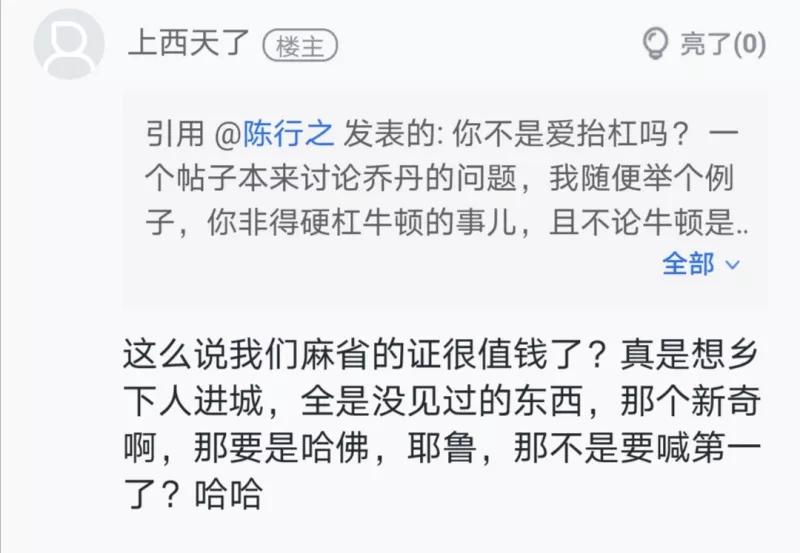 上西天了 楼主 亮了(0)
引用 @陈行之 发表的: 你不是爱抬杠吗？ 一
个帖子本来讨论乔丹的问题，我随便举个例
子，你非得硬杠牛顿的事儿，且不论牛顿是..
全部
这么说我们麻省的证很值钱了？真是想乡
下人进城，全是没见过的东西，那个新奇
啊，那要是哈佛，耶鲁，那不是要喊第一
了？哈哈